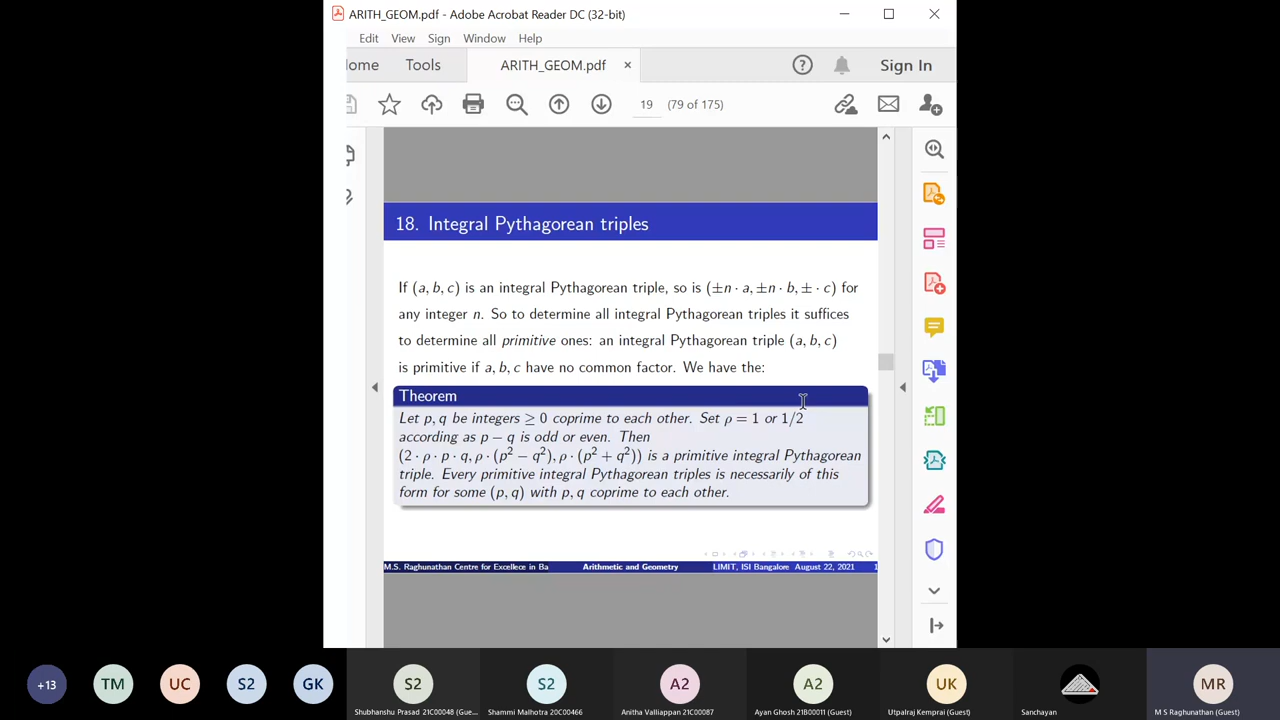 ARITH_GEOM.pdf - Adobe Acrobat Reader DC (32-bit)
Edit View Sign Window Help
ome Tools ARITH_GEOM.pdf × Sign In
19 (79 of 175)
18. Integral Pythagorean triples
If (a, b, c) is an integral Pythagorean triple, so is (±n · a, ±n · b, ± · c) for
any integer n. So to determine all integral Pythagorean triples it suffices
to determine all primitive ones: an integral Pythagorean triple (a, b, c)
is primitive if a, b, c have no common factor. We have the:
Theorem
Let p, q be integers ≥ 0 coprime to each other. Set ρ = 1 or 1/2
according as p − q is odd or even. Then
(2 · ρ · p · q, ρ · (p² − q²), ρ · (p² + q²)) is a primitive integral Pythagorean
triple. Every primitive integral Pythagorean triples is necessarily of this
form for some (p, q) with p, q coprime to each other.
M.S. Raghunathan Centre for Excellece in Ba Arithmetic and Geometry LIMIT, ISI Bangalore August 22, 2021 1
+13 TM UC S2 GK S2 S2 A2 A2 UK MR
Shubhanshu Prasad 21C00048 (Gue... Shammi Malhotra 20C00466 Anitha Valliappan 21C00087 Ayan Ghosh 21B00011 (Guest) Utpalraj Kemprai (Guest) Sanchayan M S Raghunathan (Guest)